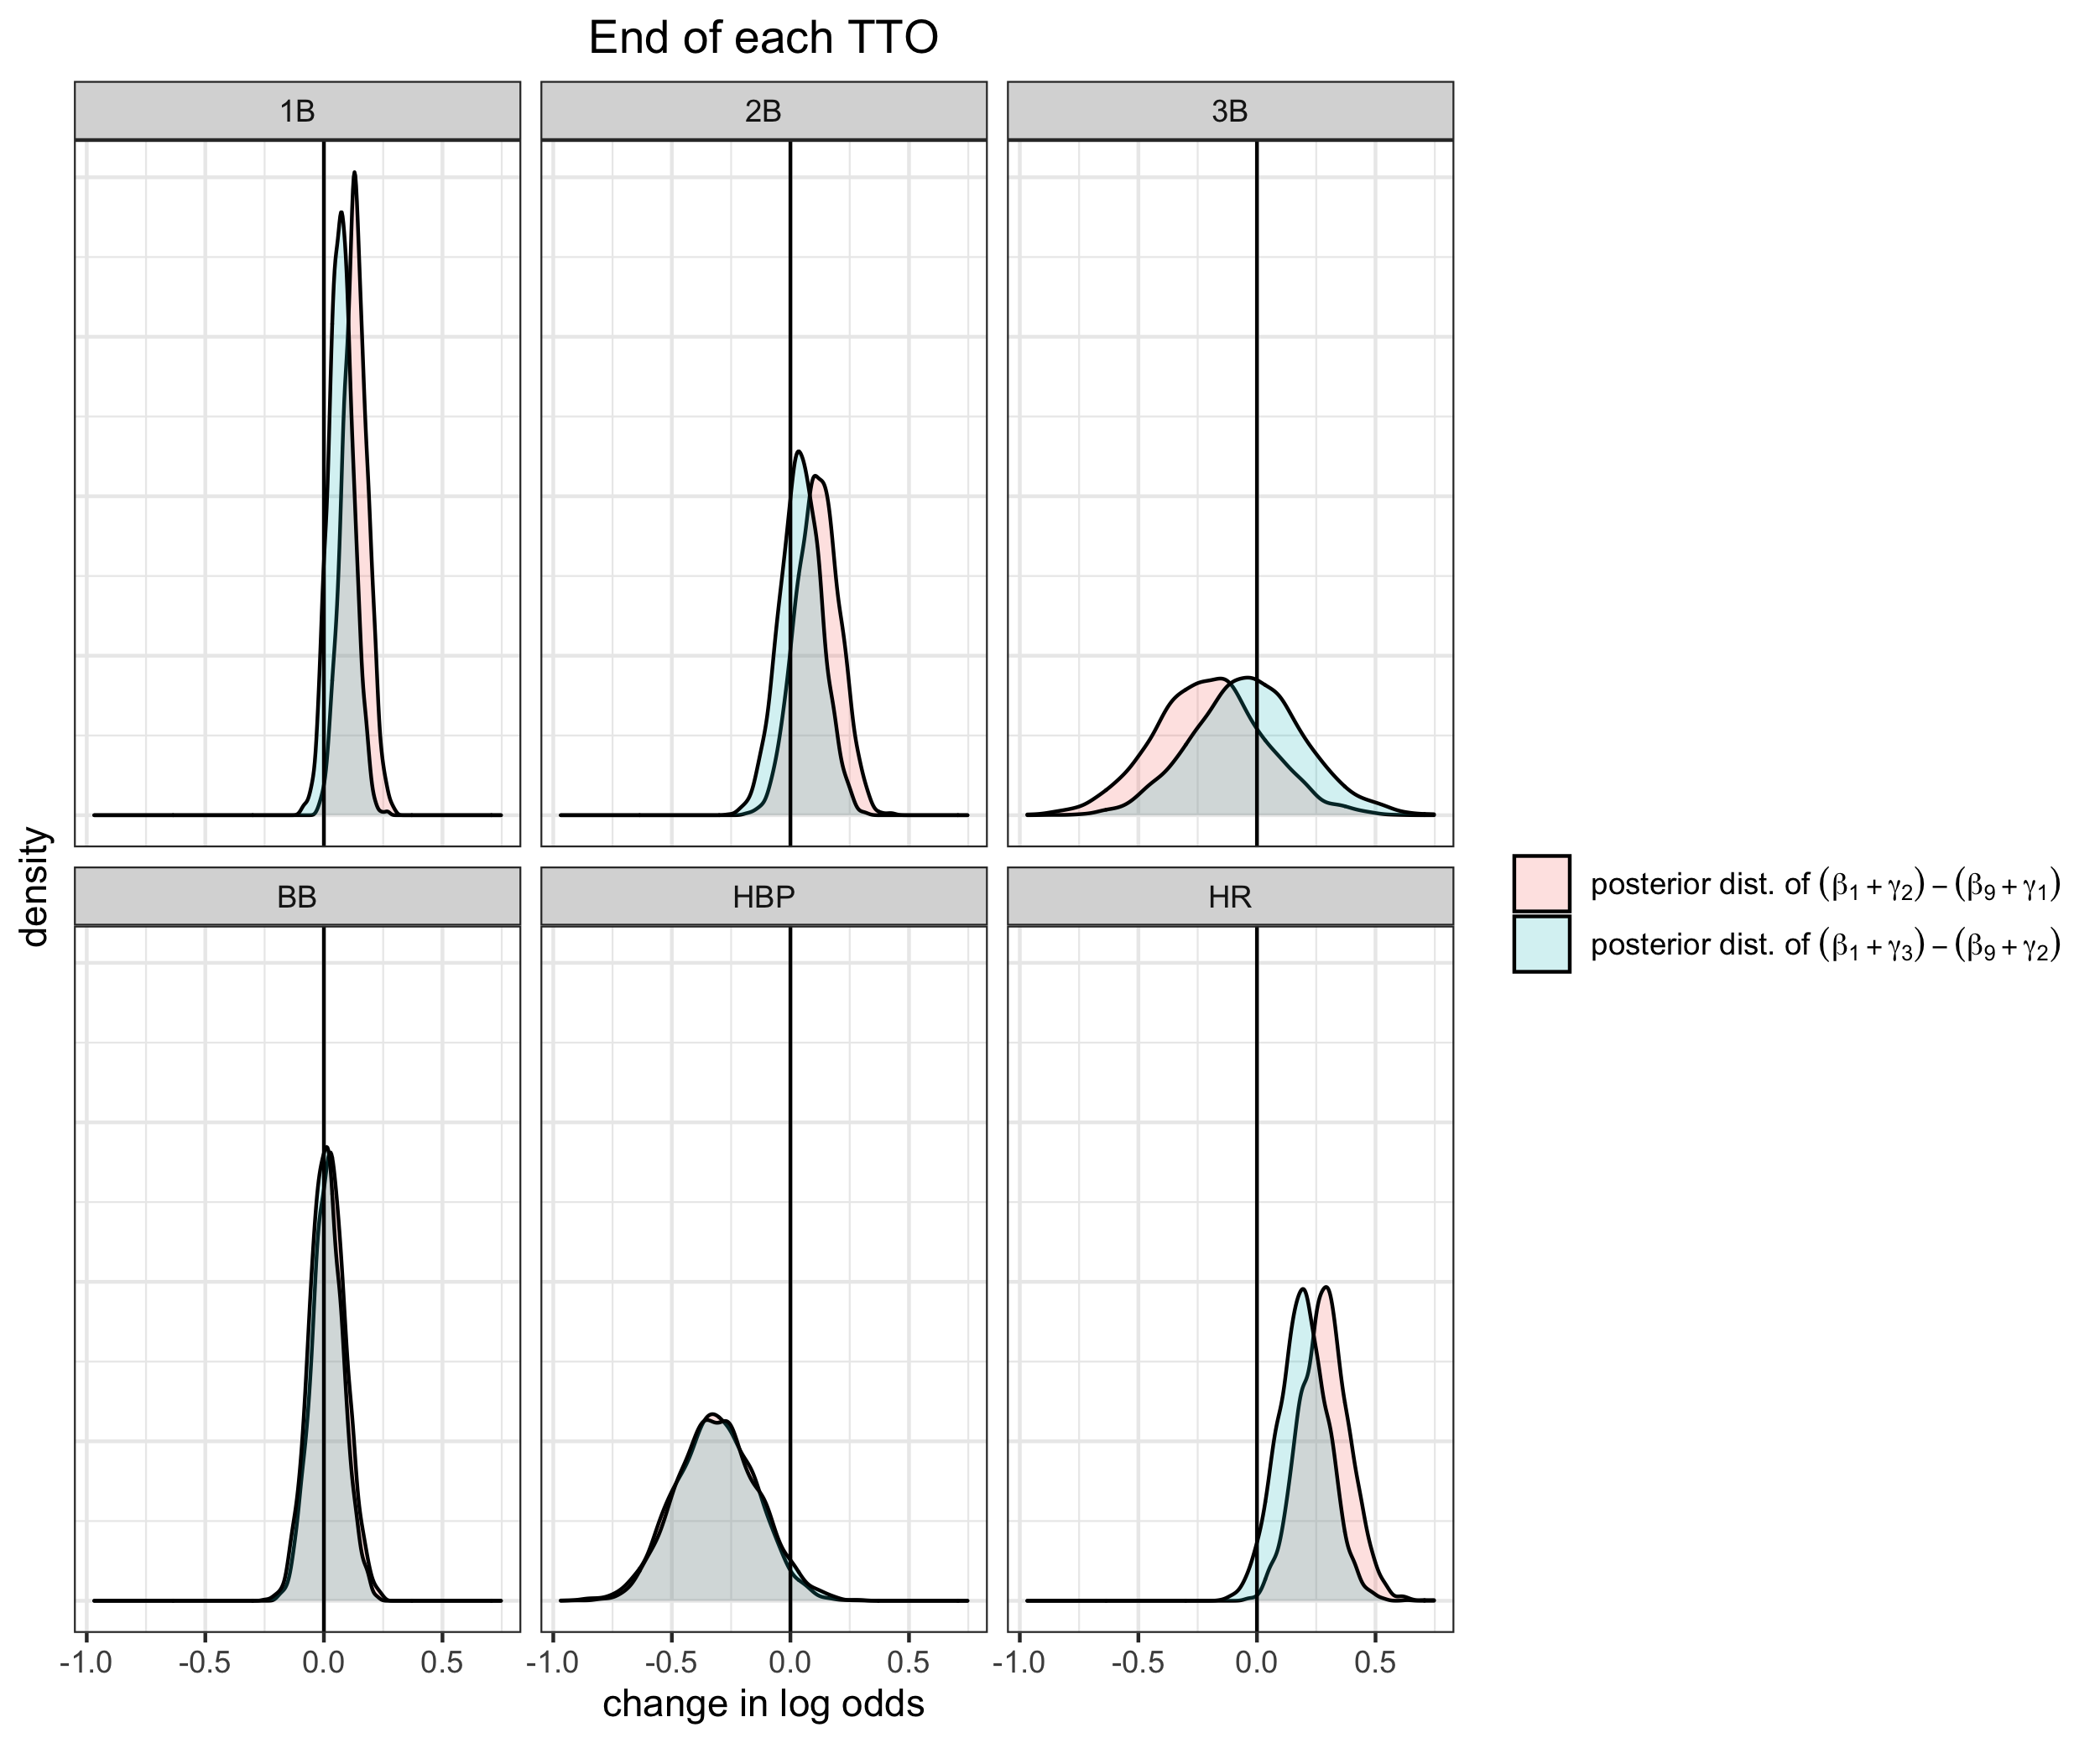 End of each TTO
1B 2B 3B
density
BB HBP HR
-1.0 -0.5 0.0 0.5 -1.0 -0.5 0.0 0.5 -1.0 -0.5 0.0 0.5
change in log odds
posterior dist. of (β₁ + γ₂) − (β₉ + γ₁)
posterior dist. of (β₁ + γ₃) − (β₉ + γ₂)